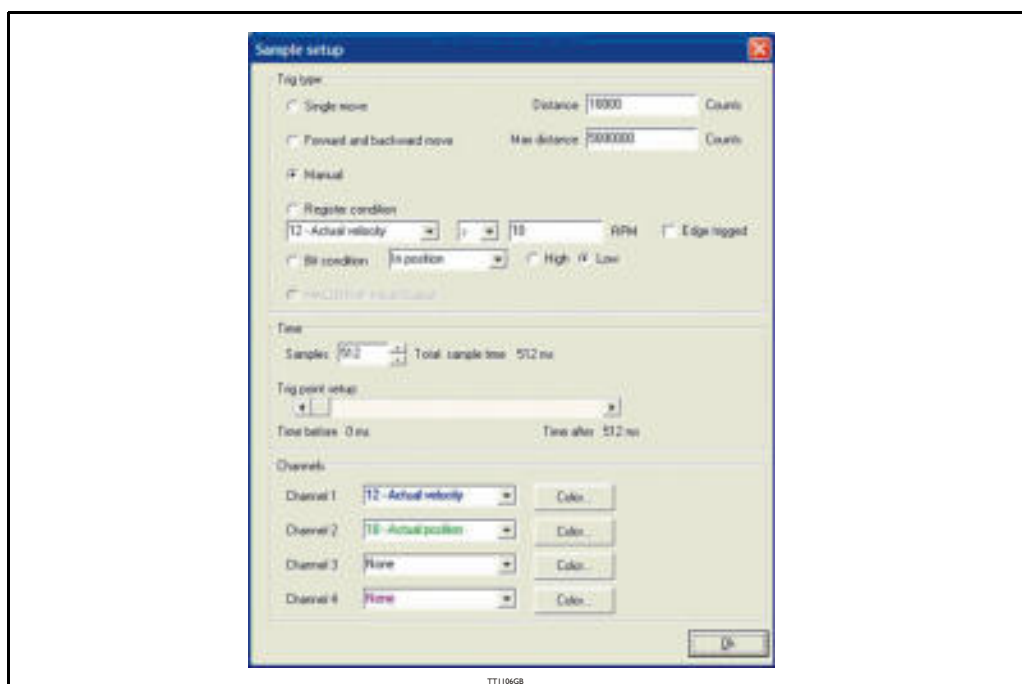 Sample setup
Trig type
Single move Distance 10000 Counts
Forward and backward move Max distance 5000000 Counts
Manual
Register condition
12 - Actual velocity > 10 RPM Edge trigged
Bit condition In position High Low
Time
Samples 512 Total sample time 512 ms
Trig point setup
Time before 0 ms Time after 512 ms
Channels
Channel 1 12 - Actual velocity Color...
Channel 2 10 - Actual position Color...
Channel 3 None Color...
Channel 4 None Color...
Ok
TT1106GB